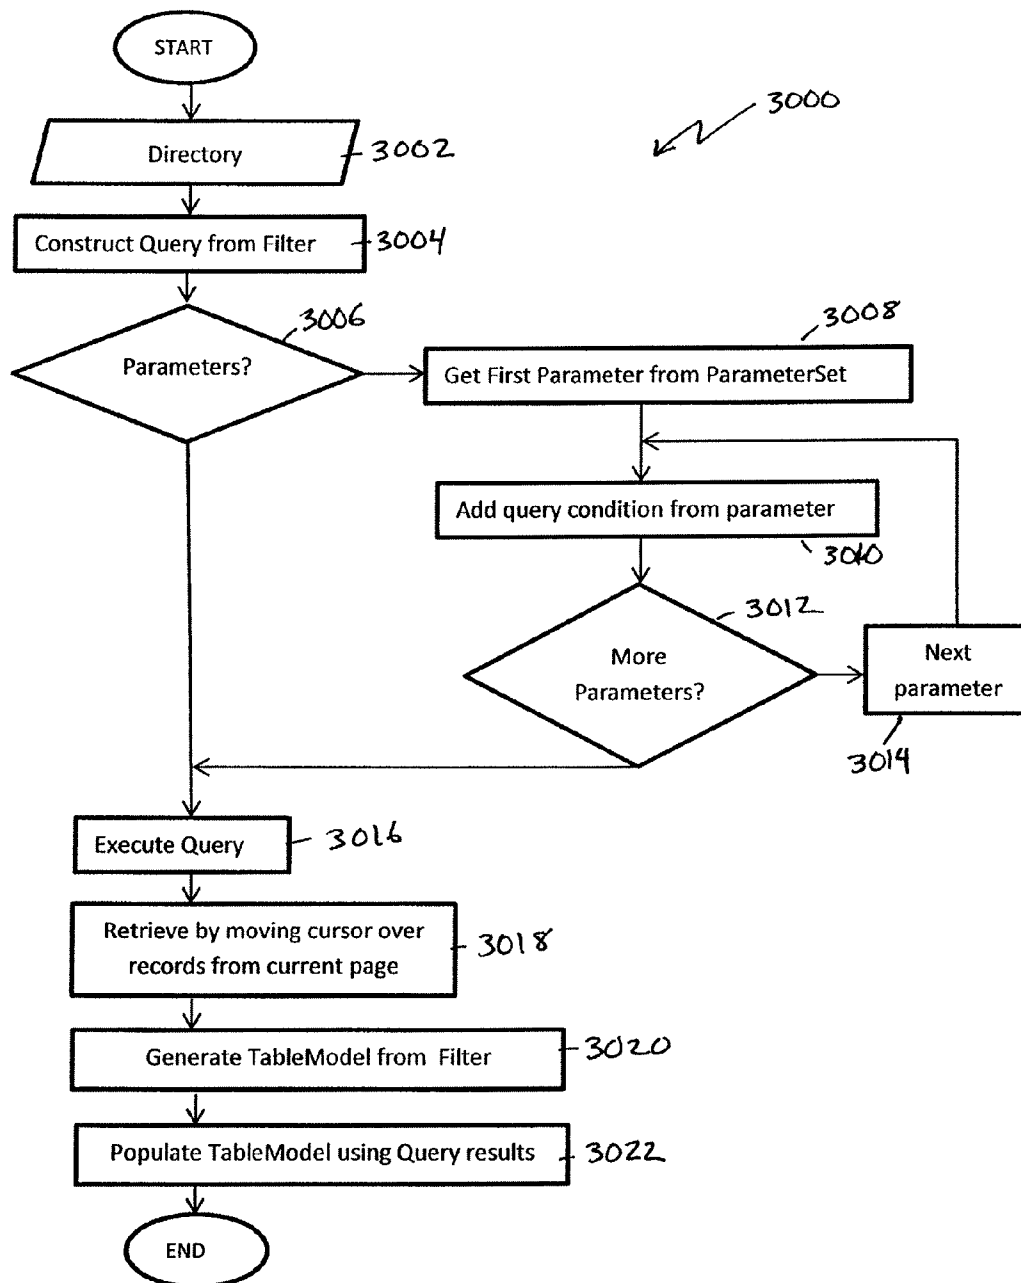 START
3000
Directory
3002
Construct Query from Filter
3004
3006
Parameters?
3008
Get First Parameter from ParameterSet
Add query condition from parameter
3010
3012
More
Parameters?
Next
parameter
3014
Execute Query
3016
Retrieve by moving cursor over
records from current page
3018
Generate TableModel from Filter
3020
Populate TableModel using Query results
3022
END